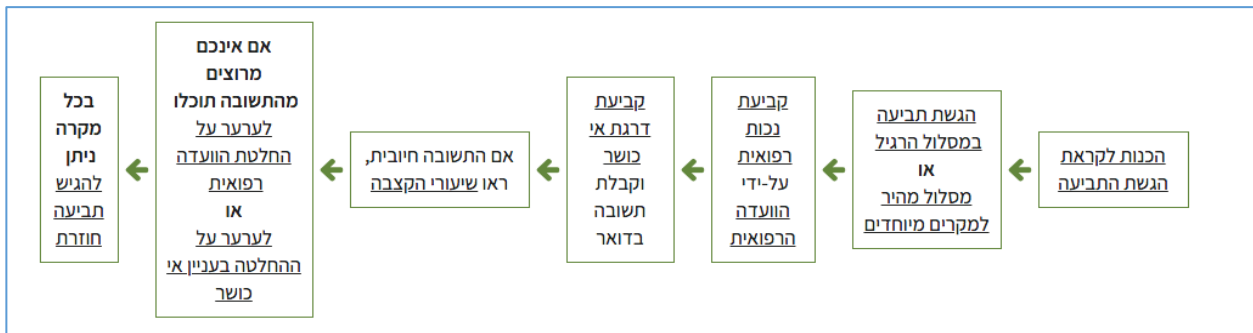 הכנות לקראת
הגשת התביעה
הגשת תביעה
במסלול הרגיל
או
מסלול מהיר
למקרים מיוחדים
קביעת
נכות
רפואית
על-ידי
הוועדה
הרפואית
קביעת
דרגת אי
כושר
וקבלת
תשובה
בדואר
אם התשובה חיובית,
ראו שיעורי הקצבה
אם אינכם
מרוצים
מהתשובה תוכלו
לערער על
החלטת הוועדה
רפואית
או
לערער על
ההחלטה בעניין אי
כושר
בכל
מקרה
ניתן
להגיש
תביעה
חוזרת